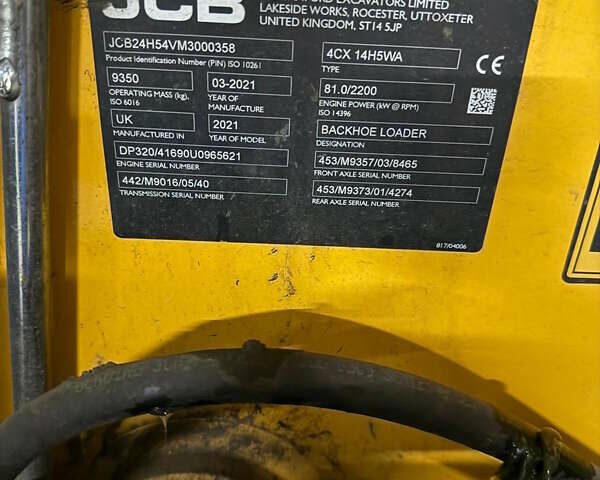 JCB
EXCAVATORS LIMITED
LAKESIDE WORKS, ROCESTER, UTTOXETER
UNITED KINGDOM, ST14 5JP
JCB24H54VM3000358
Product Identification Number (PIN) ISO 10261
9350
OPERATING MASS (kg),
ISO 6016
03-2021
YEAR OF
MANUFACTURE
UK
MANUFACTURED IN
2021
YEAR OF MODEL
DP320/41690U0965621
ENGINE SERIAL NUMBER
442/M9016/05/40
TRANSMISSION SERIAL NUMBER
4CX 14H5WA
TYPE
CE
81.0/2200
ENGINE POWER (kW @ RPM)
ISO 14396
BACKHOE LOADER
DESIGNATION
453/M9357/03/8465
FRONT AXLE SERIAL NUMBER
453/M9373/01/4274
REAR AXLE SERIAL NUMBER
817/04006